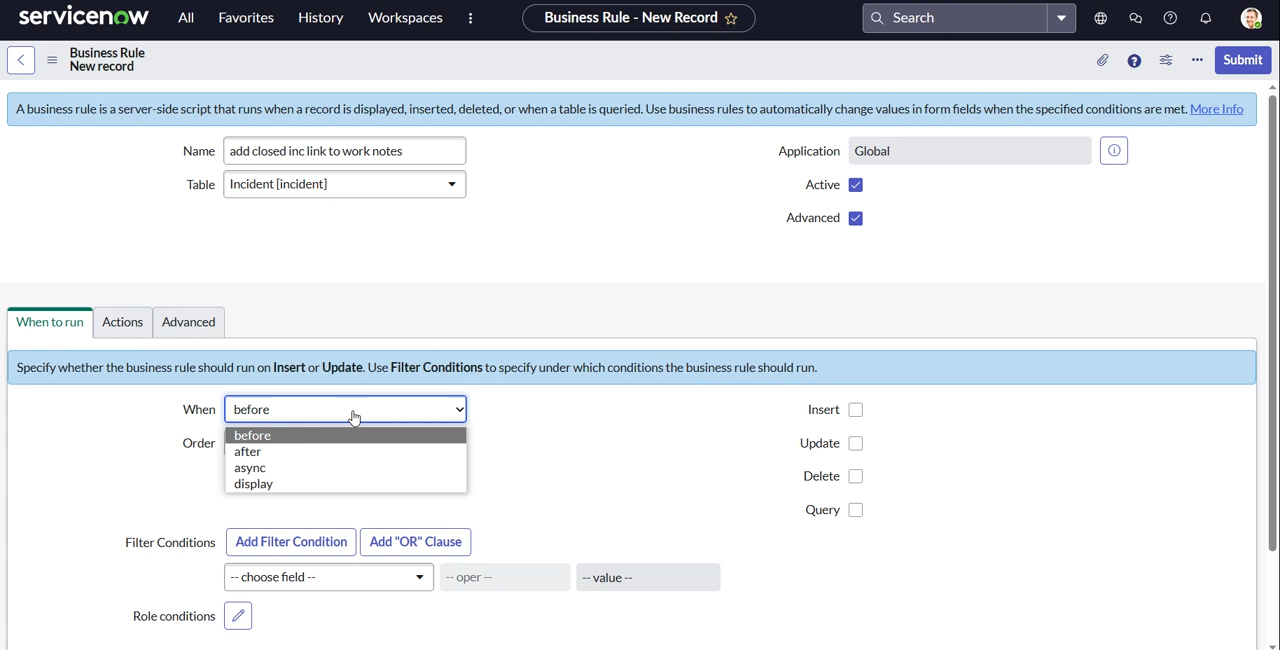 servicenow All Favorites History Workspaces Business Rule - New Record Search
Business Rule
New record
Submit
A business rule is a server-side script that runs when a record is displayed, inserted, deleted, or when a table is queried. Use business rules to automatically change values in form fields when the specified conditions are met. More Info
Name add closed inc link to work notes Application Global
Table Incident [incident] Active
Advanced
When to run Actions Advanced
Specify whether the business rule should run on Insert or Update. Use Filter Conditions to specify under which conditions the business rule should run.
When before Insert
before
Order Update
after
async
Delete
display
Query
Filter Conditions Add Filter Condition Add "OR" Clause
-- choose field -- -- oper -- -- value --
Role conditions